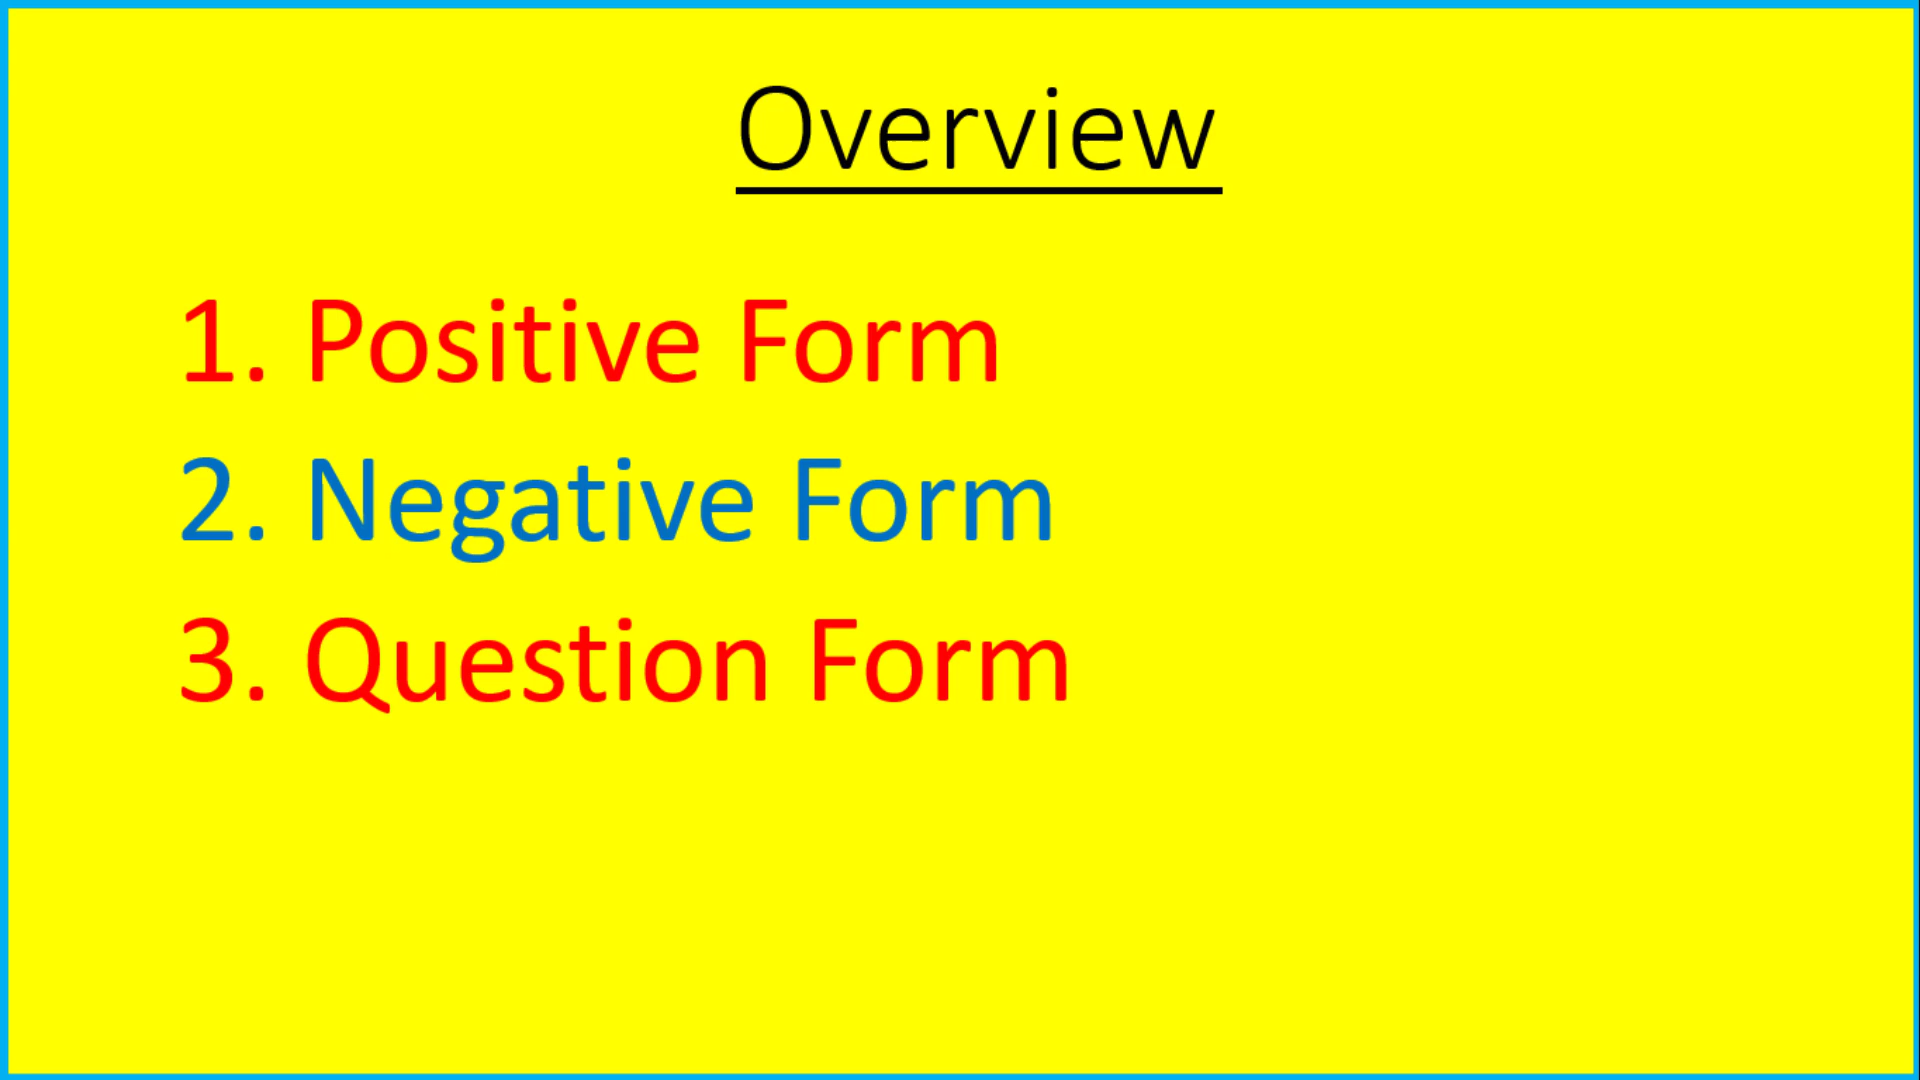 Overview
1. Positive Form
2. Negative Form
3. Question Form